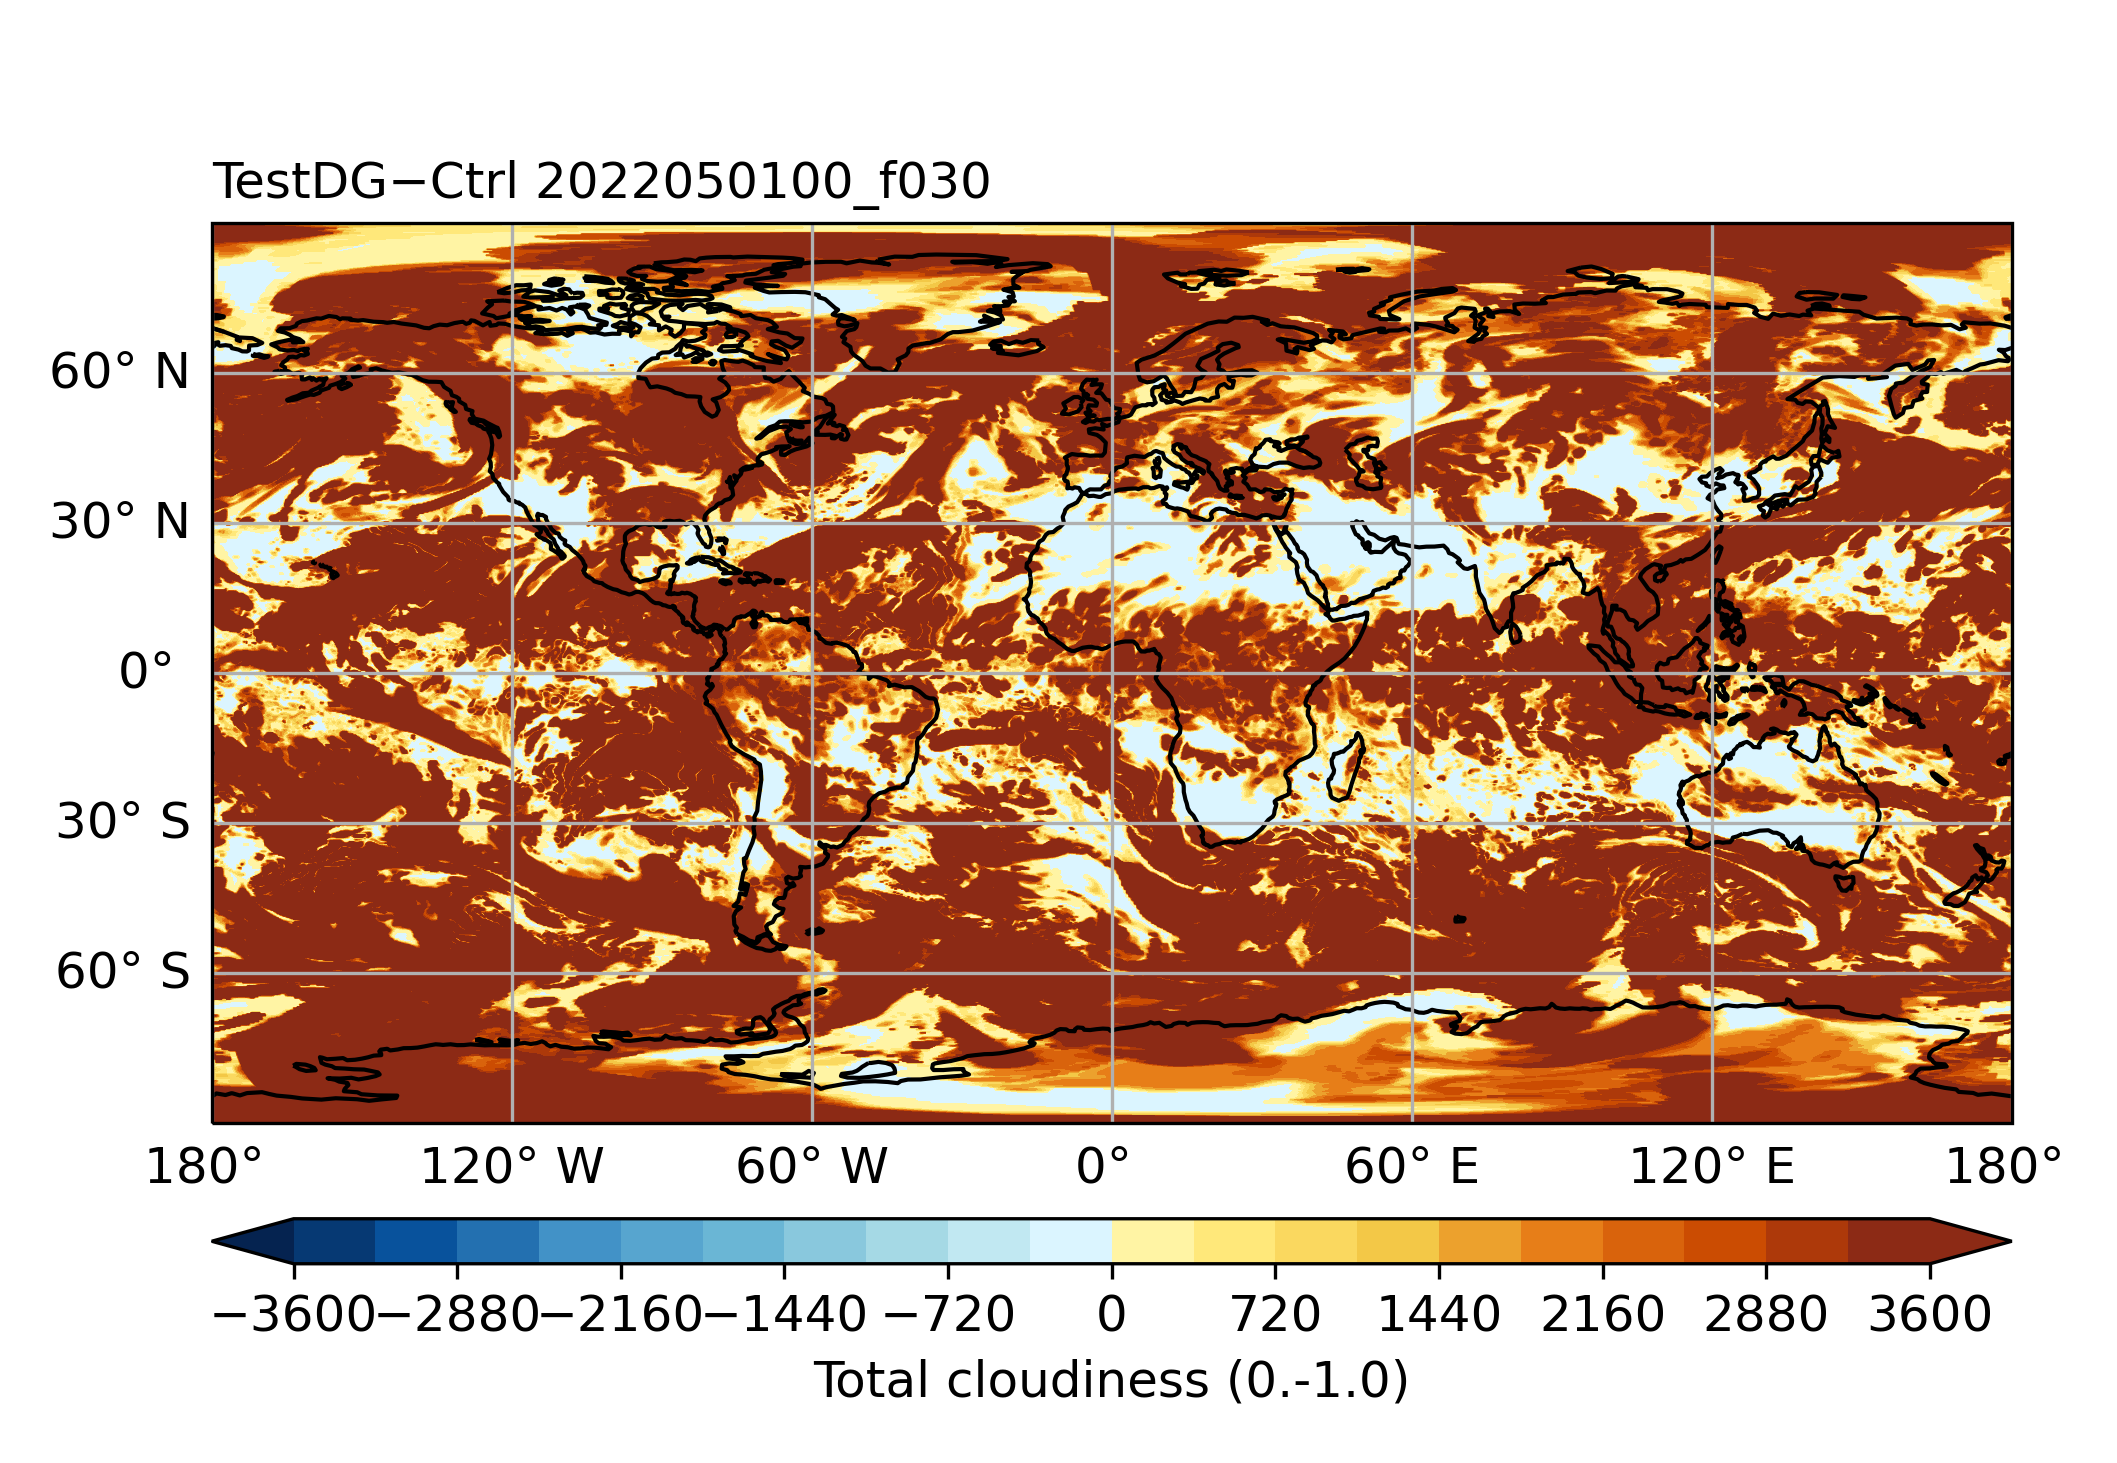 TestDG−Ctrl 2022050100_f030
60° N
30° N
0°
30° S
60° S
180° 120° W 60° W 0° 60° E 120° E 180°
−3600 −2880 −2160 −1440 −720 0 720 1440 2160 2880 3600
Total cloudiness (0.-1.0)